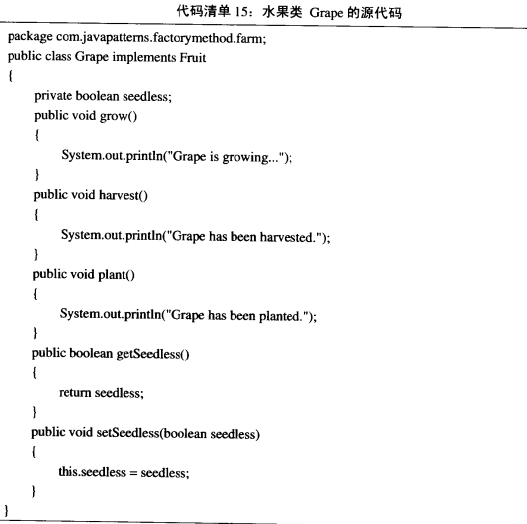 代码清单 15：水果类 Grape 的源代码
package com.javapatterns.factorymethod.farm;
public class Grape implements Fruit
{
private boolean seedless;
public void grow()
{
System.out.println("Grape is growing...");
}
public void harvest()
{
System.out.println("Grape has been harvested.");
}
public void plant()
{
System.out.println("Grape has been planted.");
}
public boolean getSeedless()
{
return seedless;
}
public void setSeedless(boolean seedless)
{
this.seedless = seedless;
}
}